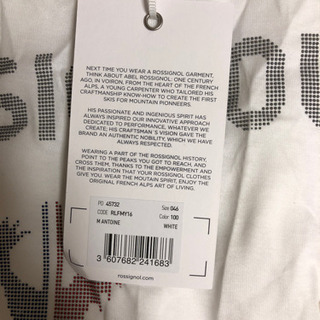 NEXT TIME YOU WEAR A ROSSIGNOL GARMENT,
THINK ABOUT ABEL ROSSIGNOL: ONE CENTURY
AGO, IN VOIRON, FROM THE HEART OF THE FRENCH
ALPS, A YOUNG CARPENTER WHO TAILORED HIS
CRAFTMANSHIP KNOW-HOW TO CREATE THE FIRST
SKIS FOR MOUNTAIN PIONNEERS.
HIS PASSIONATE AND INGENIOUS SPIRIT HAS
ALWAYS INSPIRED OUR INNOVATIVE APPROACH
DEDICATED TO PERFORMANCE. WHATEVER WE
CREATE; HIS CRAFTSMAN'S VISION GAVE THE
BRAND AN AUTHENTIC NOBILITY, WHICH WE HAVE
ALWAYS RESPECTED.
WEARING A PART OF THE ROSSIGNOL HISTORY,
POINT TO THE PEAKS YOU GOT TO REACH, AND
CROSS THEM, THANKS TO THE EMPOWERMENT AND
THE INSPIRATION THAT YOUR ROSSIGNOL CLOTHES
GIVE YOU. WEAR THE MOUTAIN SPIRIT, ENJOY THE
ORIGINAL FRENCH ALPS ART OF LIVING.
PO 45732 Size 046
CODE RLFMY16 Color 100
M ANTOINE WHITE
3 607682 241683
rossignol.com